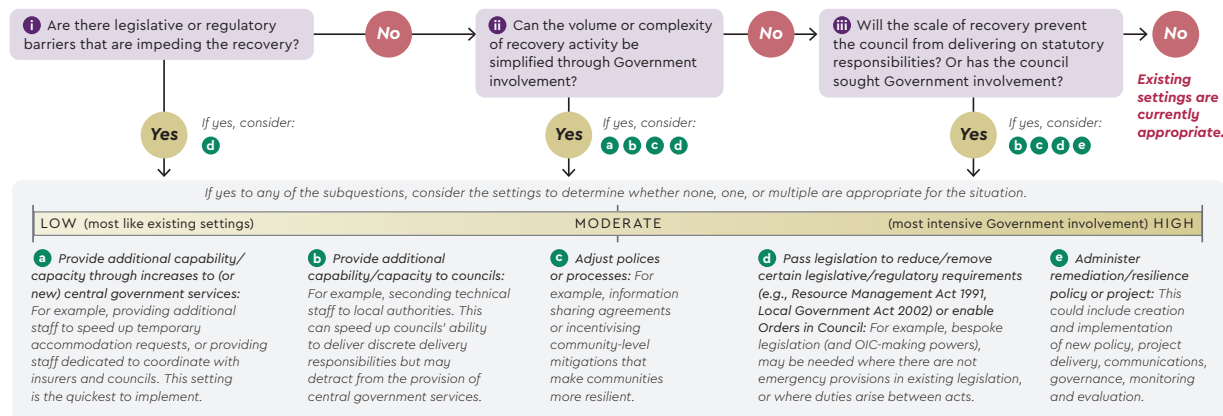 i Are there legislative or regulatory
barriers that are impeding the recovery?
No
ii Can the volume or complexity
of recovery activity be
simplified through Government
involvement?
No
iii Will the scale of recovery prevent
the council from delivering on statutory
responsibilities? Or has the council
sought Government involvement?
No
Existing
settings are
currently
appropriate.
Yes
If yes, consider:
d
Yes
If yes, consider:
a b c d
Yes
If yes, consider:
b c d e
If yes to any of the subquestions, consider the settings to determine whether none, one, or multiple are appropriate for the situation.
LOW (most like existing settings)
MODERATE
(most intensive Government involvement) HIGH
a Provide additional capability/
capacity through increases to (or
new) central government services:
For example, providing additional
staff to speed up temporary
accommodation requests, or providing
staff dedicated to coordinate with
insurers and councils. This setting
is the quickest to implement.
b Provide additional
capability/capacity to councils:
For example, seconding technical
staff to local authorities. This
can speed up councils' ability
to deliver discrete delivery
responsibilities but may
detract from the provision of
central government services.
c Adjust polices
or processes: For
example, information
sharing agreements
or incentivising
community-level
mitigations that
make communities
more resilient.
d Pass legislation to reduce/remove
certain legislative/regulatory requirements
(e.g., Resource Management Act 1991,
Local Government Act 2002) or enable
Orders in Council: For example, bespoke
legislation (and OIC-making powers),
may be needed where there are not
emergency provisions in existing legislation,
or where duties arise between acts.
e Administer
remediation/resilience
policy or project: This
could include creation
and implementation
of new policy, project
delivery, communications,
governance, monitoring
and evaluation.